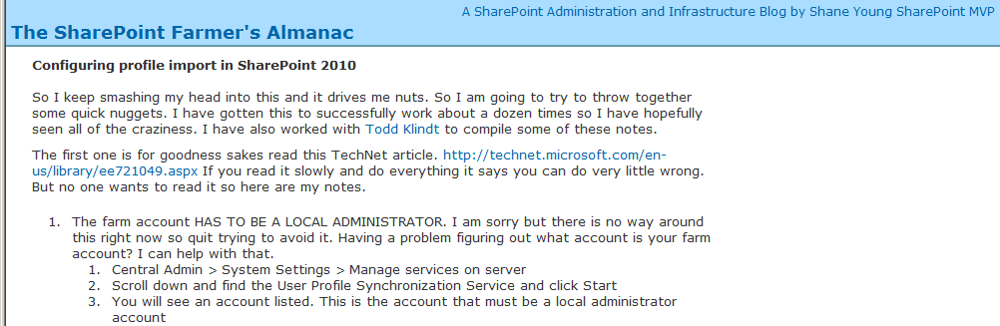 A SharePoint Administration and Infrastructure Blog by Shane Young SharePoint MVP
The SharePoint Farmer's Almanac
Configuring profile import in SharePoint 2010
So I keep smashing my head into this and it drives me nuts. So I am going to try to throw together
some quick nuggets. I have gotten this to successfully work about a dozen times so I have hopefully
seen all of the craziness. I have also worked with Todd Klindt to compile some of these notes.
The first one is for goodness sakes read this TechNet article. http://technet.microsoft.com/en-
us/library/ee721049.aspx If you read it slowly and do everything it says you can do very little wrong.
But no one wants to read it so here are my notes.
1. The farm account HAS TO BE A LOCAL ADMINISTRATOR. I am sorry but there is no way around
this right now so quit trying to avoid it. Having a problem figuring out what account is your farm
account? I can help with that.
1. Central Admin > System Settings > Manage services on server
2. Scroll down and find the User Profile Synchronization Service and click Start
3. You will see an account listed. This is the account that must be a local administrator
account